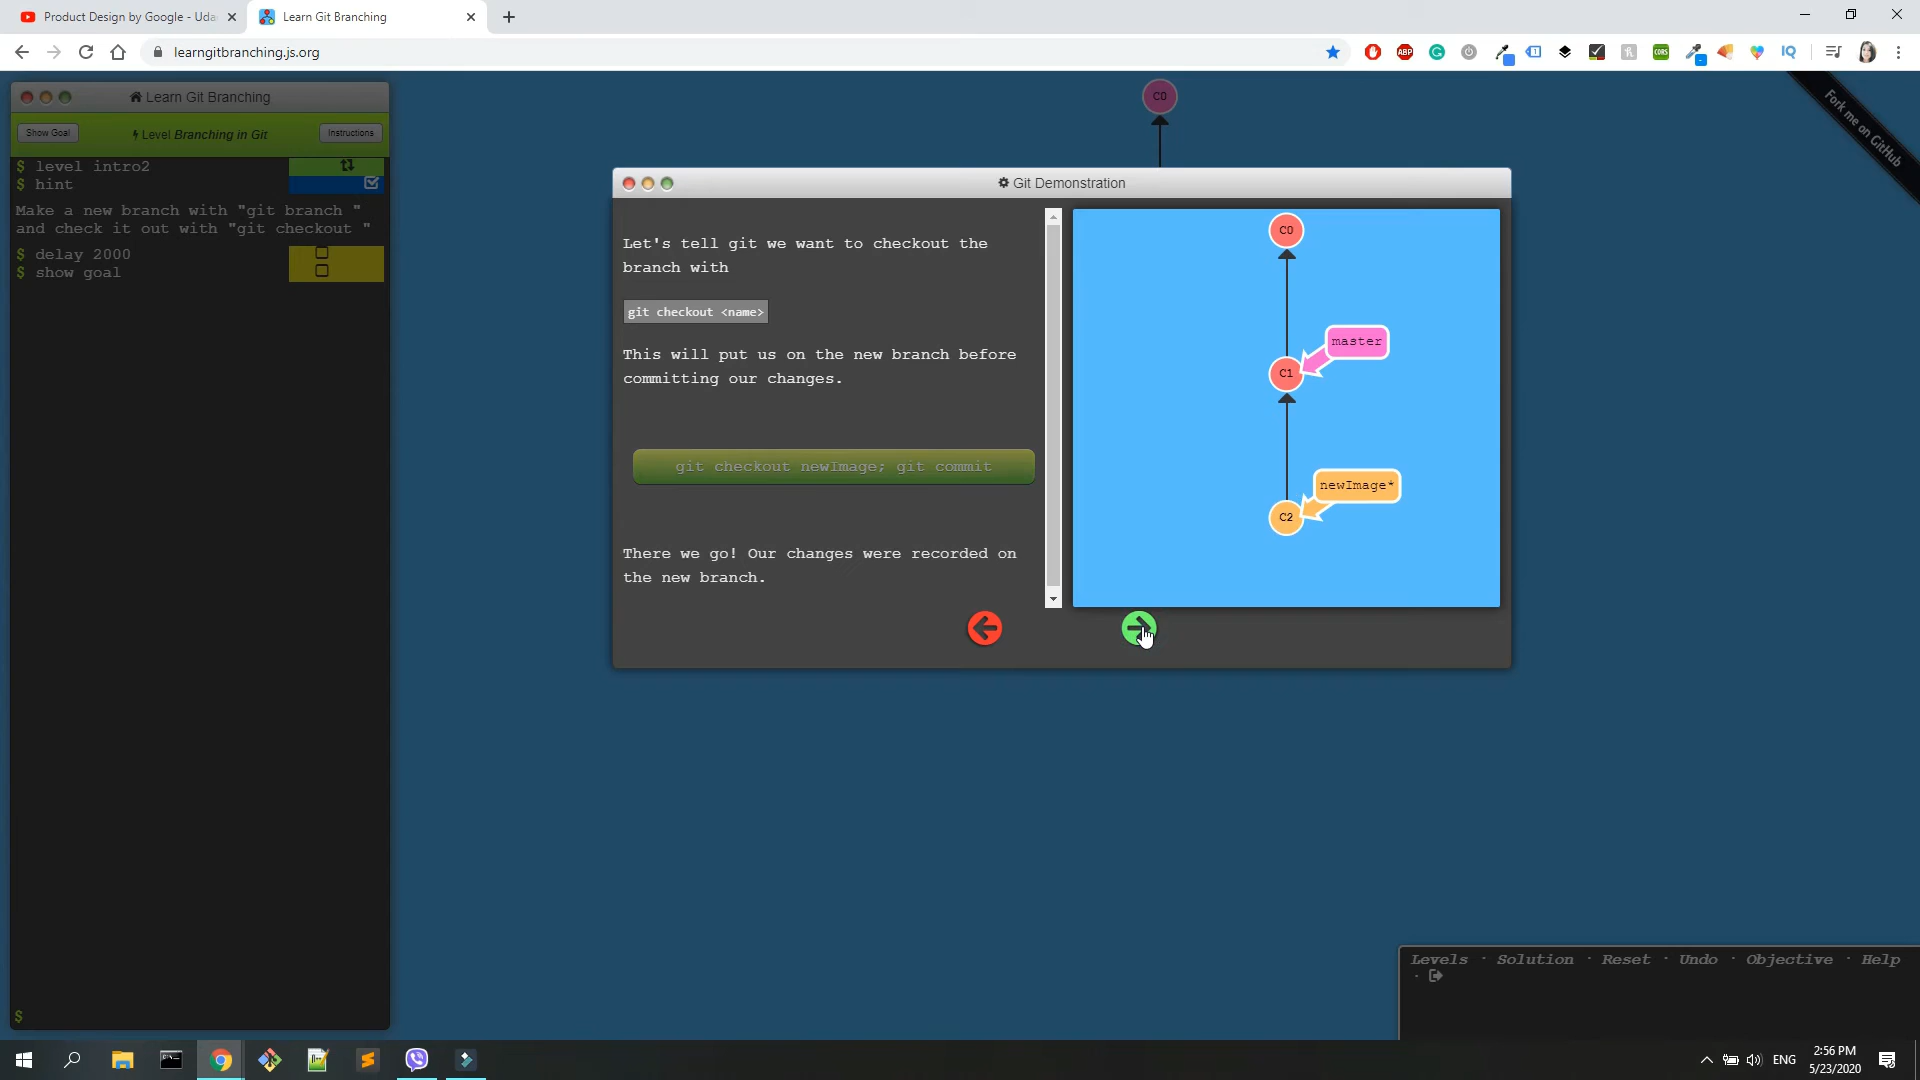 Product Design by Google - Uda
Learn Git Branching
learngitbranching.js.org
Learn Git Branching
Show Goal
Level Branching in Git
Instructions
$ level intro2
$ hint
Make a new branch with "git branch "
and check it out with "git checkout "
$ delay 2000
$ show goal
$
C0
Fork me on GitHub
Git Demonstration
Let's tell git we want to checkout the
branch with
git checkout <name>
This will put us on the new branch before
committing our changes.
git checkout newImage; git commit
There we go! Our changes were recorded on
the new branch.
C0
master
C1
newImage*
C2
Levels · Solution · Reset · Undo · Objective · Help
·
ABP
CORS
IQ
ENG
2:56 PM
5/23/2020